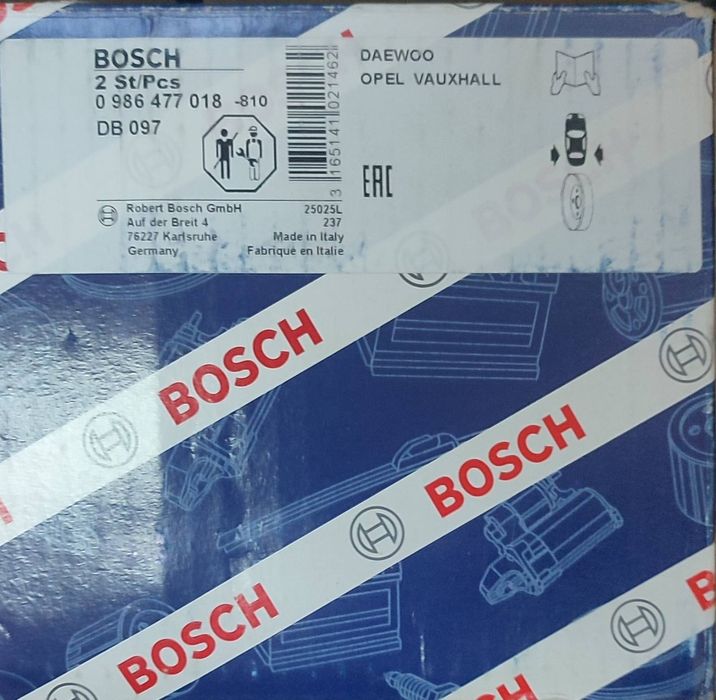 BOSCH
2 St/Pcs
0 986 477 018 -810
DB 097
3 165141 021462
DAEWOO
OPEL VAUXHALL
EAC
Robert Bosch GmbH
Auf der Breit 4
76227 Karlsruhe
Germany
25025L
237
Made in Italy
Fabriqué en Italie
BOSCH
BOSCH
BOSCH